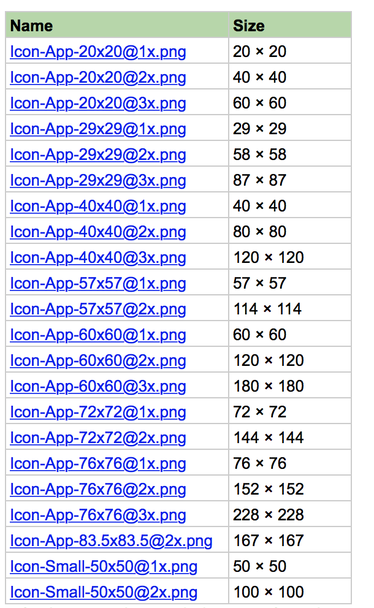 Name Size
Icon-App-20x20@1x.png 20 × 20
Icon-App-20x20@2x.png 40 × 40
Icon-App-20x20@3x.png 60 × 60
Icon-App-29x29@1x.png 29 × 29
Icon-App-29x29@2x.png 58 × 58
Icon-App-29x29@3x.png 87 × 87
Icon-App-40x40@1x.png 40 × 40
Icon-App-40x40@2x.png 80 × 80
Icon-App-40x40@3x.png 120 × 120
Icon-App-57x57@1x.png 57 × 57
Icon-App-57x57@2x.png 114 × 114
Icon-App-60x60@1x.png 60 × 60
Icon-App-60x60@2x.png 120 × 120
Icon-App-60x60@3x.png 180 × 180
Icon-App-72x72@1x.png 72 × 72
Icon-App-72x72@2x.png 144 × 144
Icon-App-76x76@1x.png 76 × 76
Icon-App-76x76@2x.png 152 × 152
Icon-App-76x76@3x.png 228 × 228
Icon-App-83.5x83.5@2x.png 167 × 167
Icon-Small-50x50@1x.png 50 × 50
Icon-Small-50x50@2x.png 100 × 100